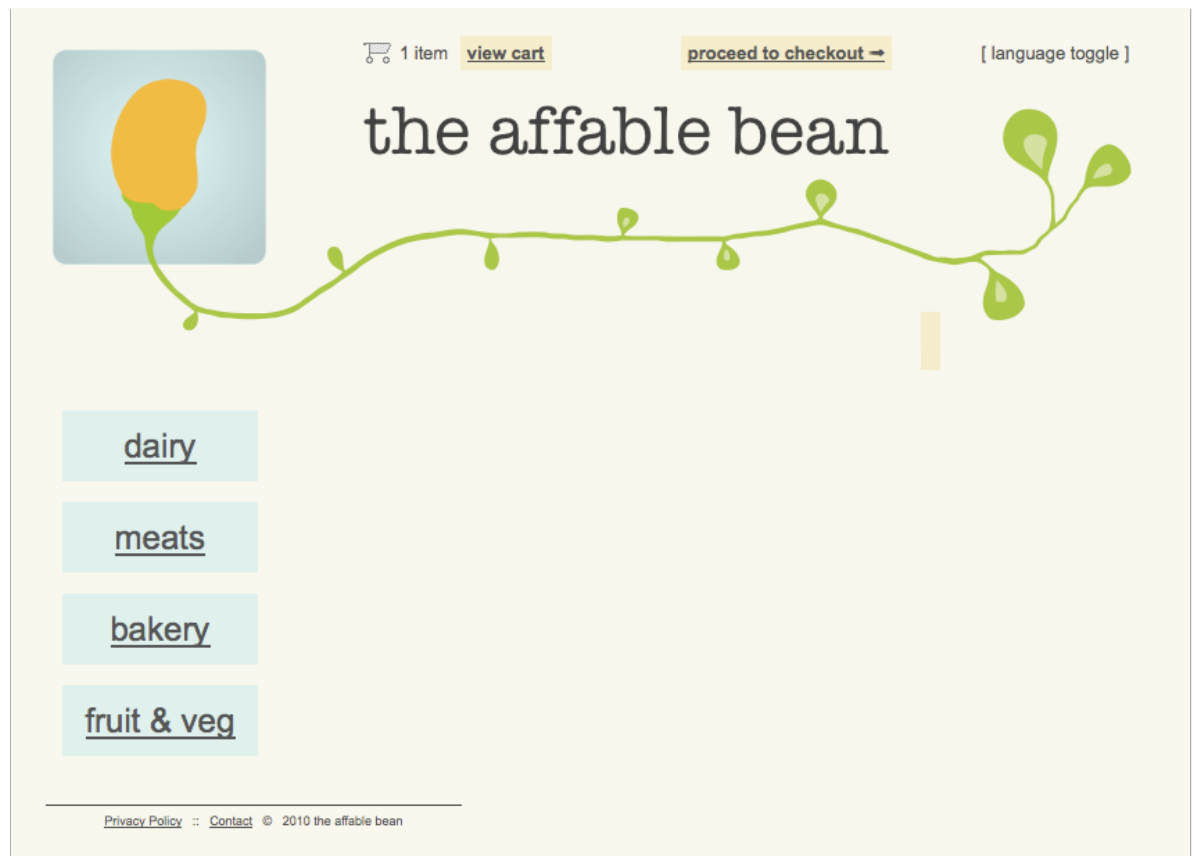 1 item view cart proceed to checkout ➞ [ language toggle ]
the affable bean
dairy
meats
bakery
fruit & veg
Privacy Policy :: Contact © 2010 the affable bean